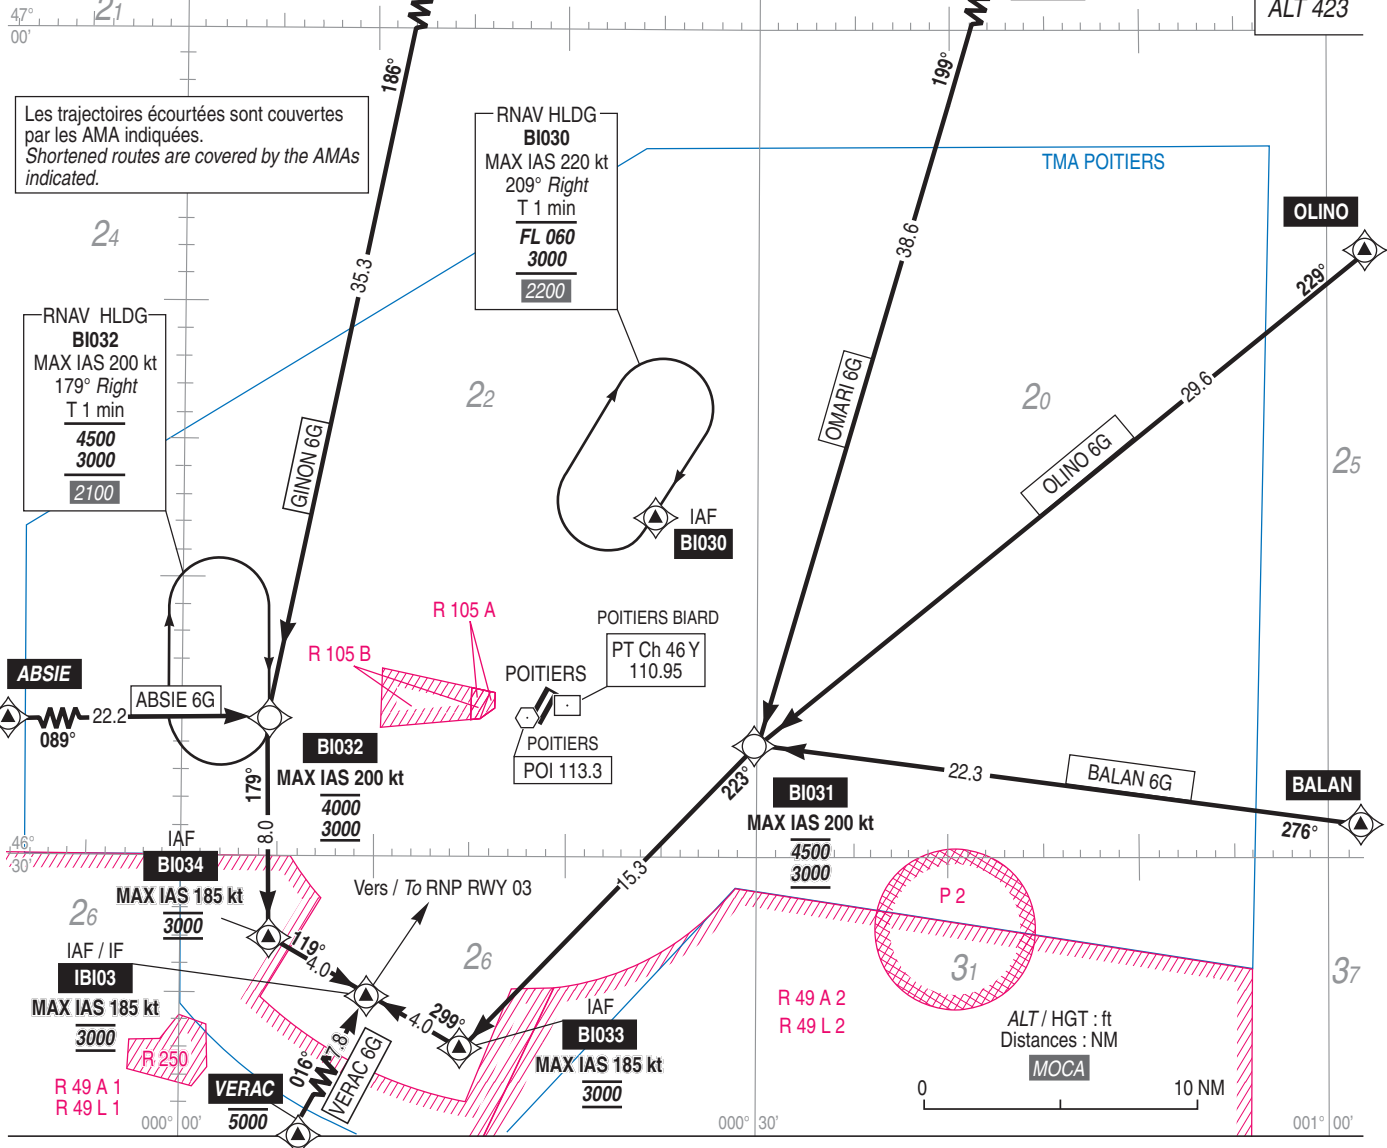 21
ALT 423
47°
00'
186°
199°
Les trajectoires écourtées sont couvertes
par les AMA indiquées.
Shortened routes are covered by the AMAs
indicated.
RNAV HLDG
BI030
MAX IAS 220 kt
209° Right
T 1 min
FL 060
3000
2200
TMA POITIERS
OLINO
229°
24
35.3
38.6
RNAV HLDG
BI032
MAX IAS 200 kt
179° Right
T 1 min
4500
3000
2100
22
20
29.6
OMARI 6G
OLINO 6G
GINON 6G
25
IAF
BI030
R 105 A
R 105 B
POITIERS BIARD
PT Ch 46 Y
110.95
POITIERS
POITIERS
POI 113.3
ABSIE
ABSIE 6G
22.2
089°
BI032
MAX IAS 200 kt
4000
3000
179°
8.0
223°
22.3
BALAN 6G
BALAN
276°
BI031
MAX IAS 200 kt
4500
3000
46°
30'
IAF
BI034
MAX IAS 185 kt
3000
15.3
Vers / To RNP RWY 03
P 2
26
119°
4.0
IAF / IF
IBI03
MAX IAS 185 kt
3000
26
31
37
R 49 A 2
R 49 L 2
299°
4.0
IAF
BI033
MAX IAS 185 kt
3000
ALT / HGT : ft
Distances : NM
MOCA
R 250
7.8
016°
VERAC 6G
R 49 A 1
R 49 L 1
VERAC
5000
0
10 NM
000° 00'
000° 30'
001° 00'